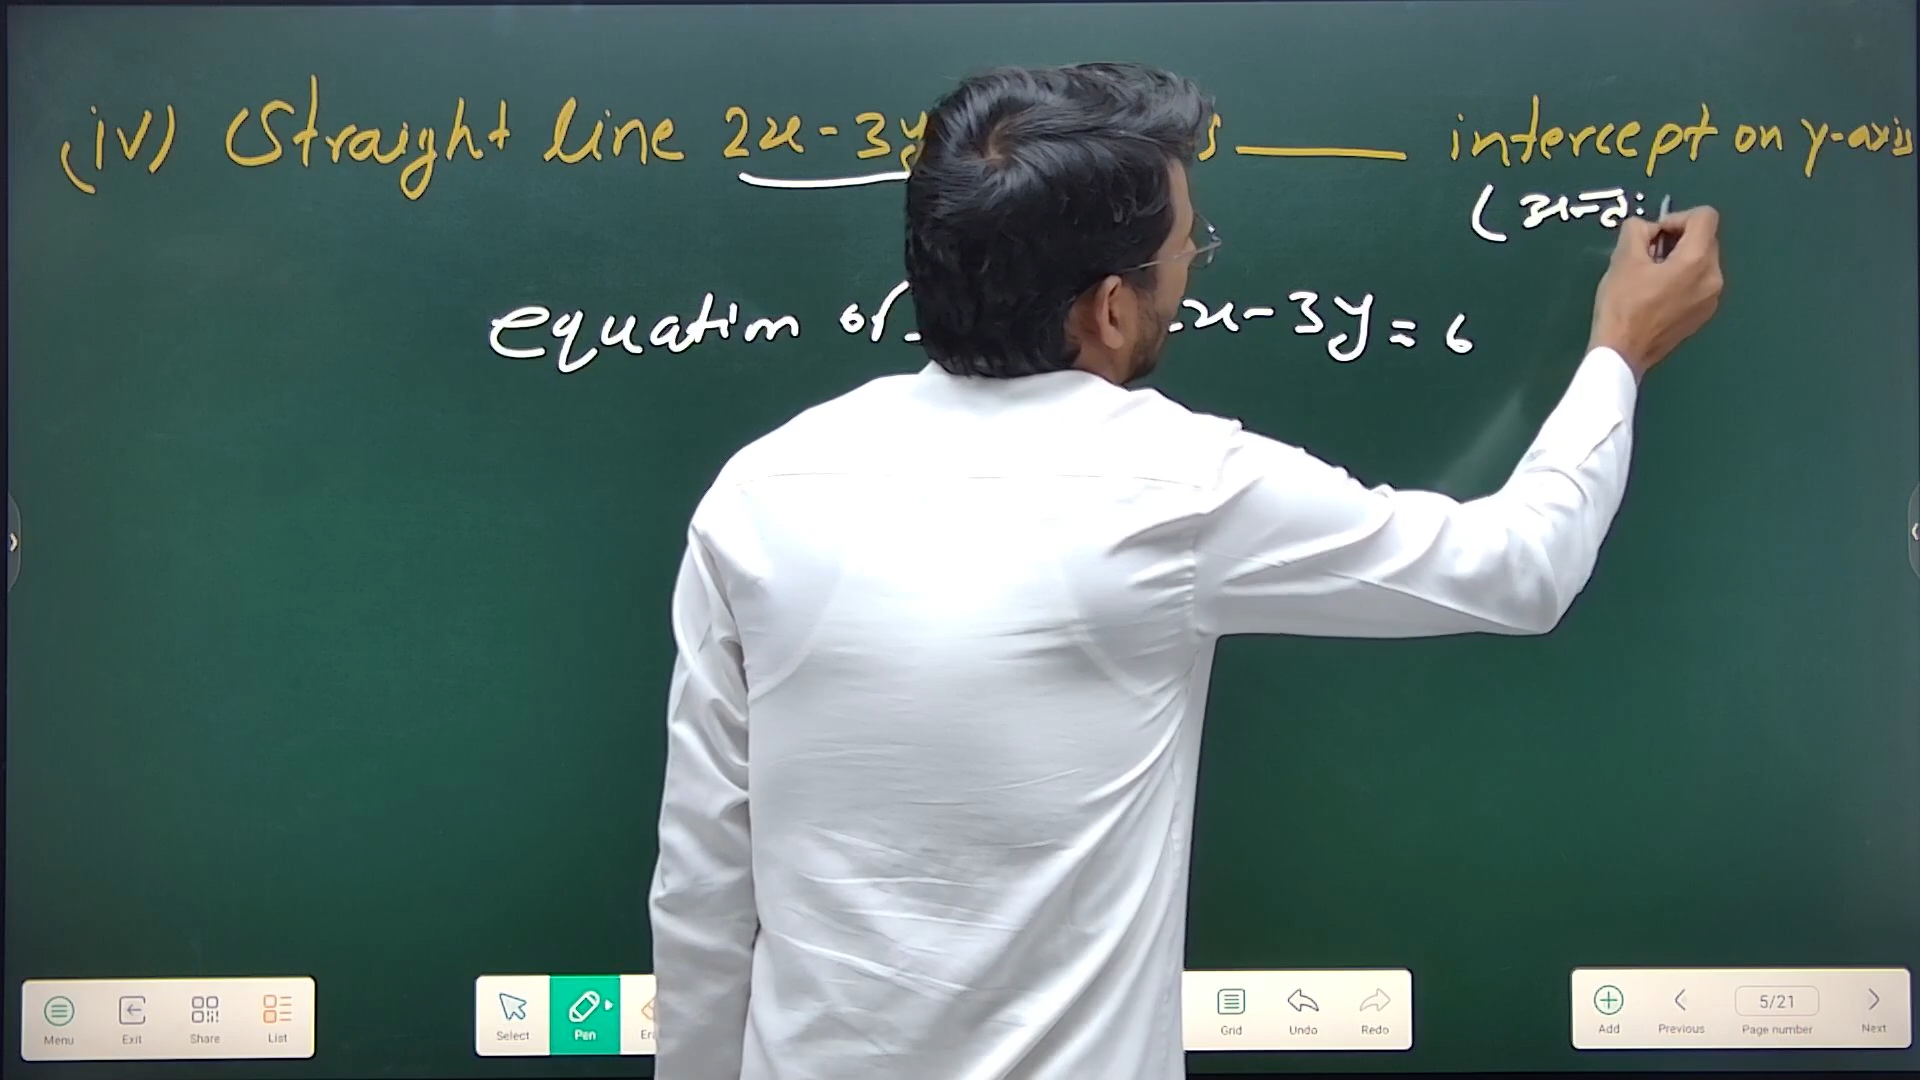 (iv) Straight line 2x-3y s ____ intercept on y-axis
(अन्तः
equation of x-3y = 6
Menu Exit Share List Select Pen Grid Undo Redo Add Previous 5/21 Page number Next